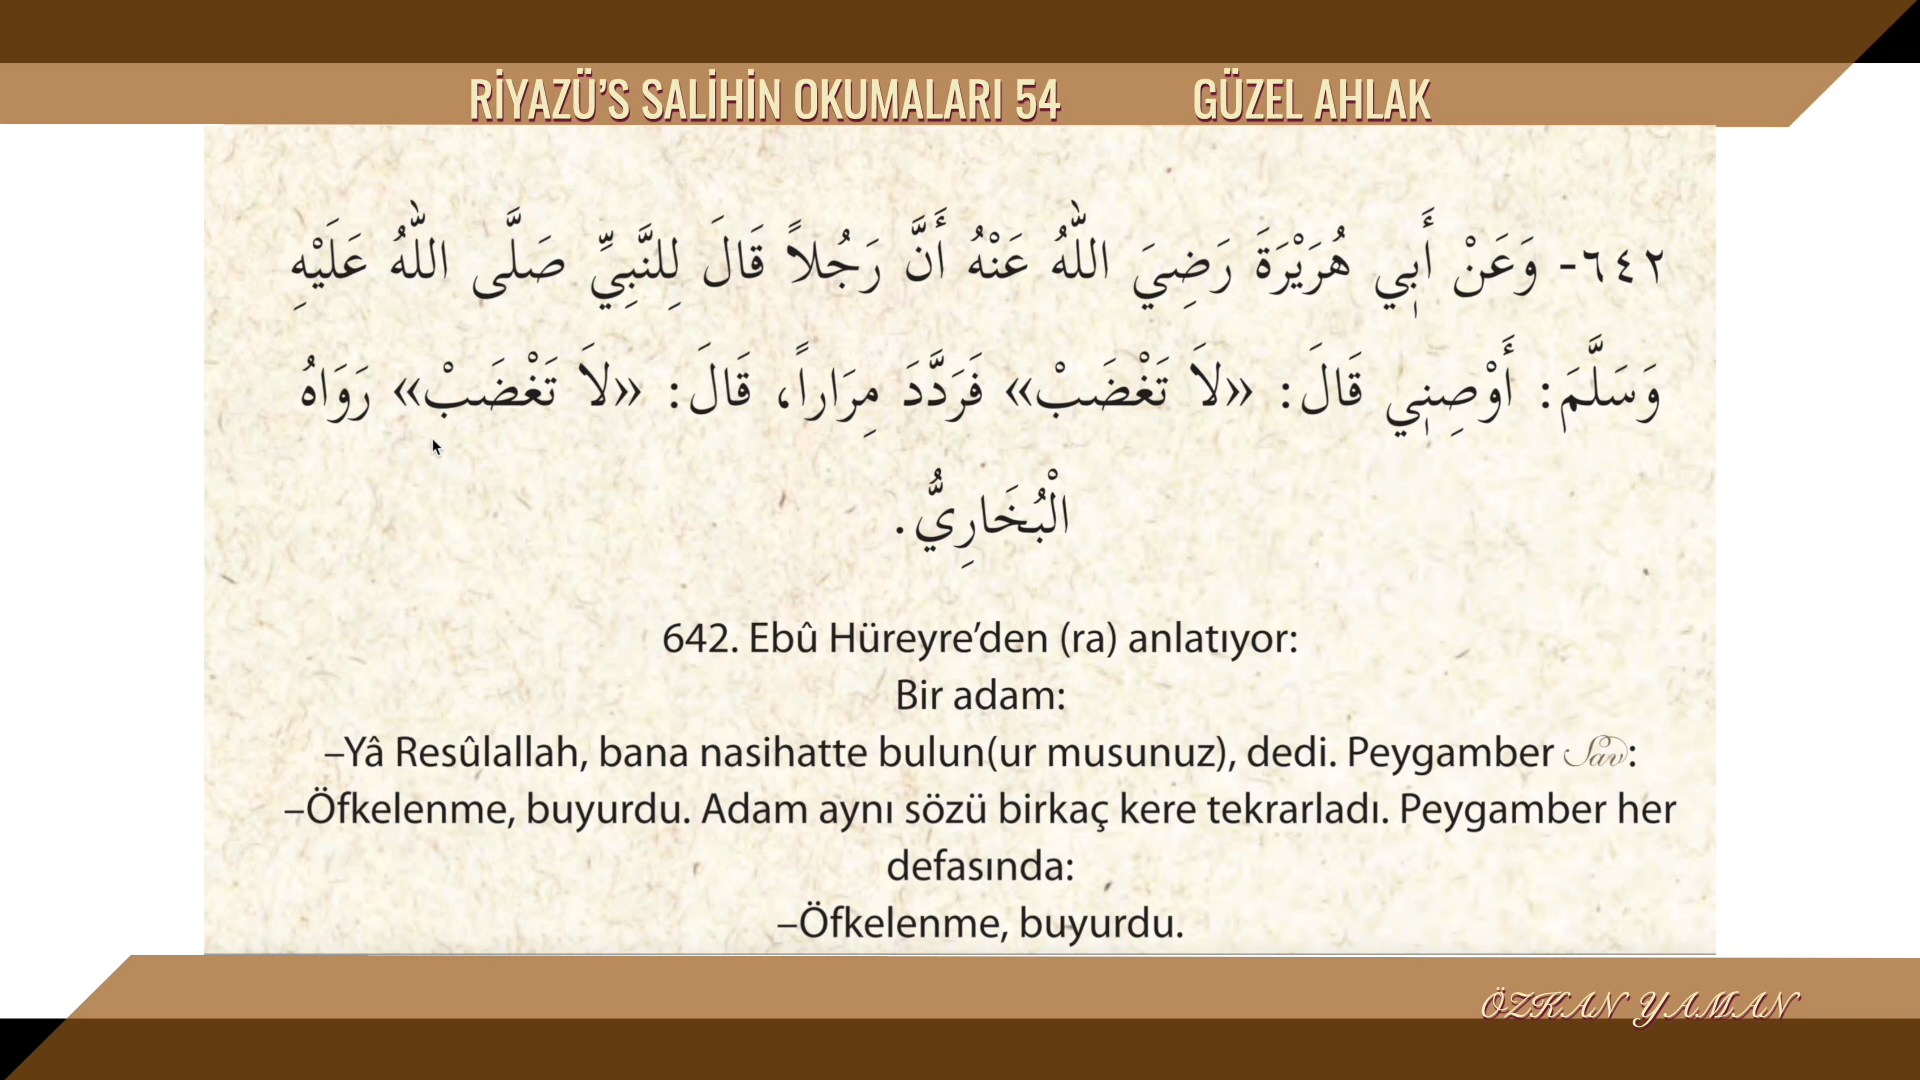 RİYAZÜ’S SALİHİN OKUMALARI 54 GÜZEL AHLAK
٦٤٢- وَعَنْ أَبٖي هُرَيْرَةَ رَضِيَ اللّٰهُ عَنْهُ أَنَّ رَجُلاً قَالَ لِلنَّبِيِّ صَلَّى اللّٰهُ عَلَيْهِ
وَسَلَّمَ: أَوْصِنٖي قَالَ: «لاَ تَغْضَبْ» فَرَدَّدَ مِرَاراً، قَالَ: «لاَ تَغْضَبْ» رَوَاهُ
الْبُخَارِيُّ.
642. Ebû Hüreyre’den (ra) anlatıyor:
Bir adam:
–Yâ Resûlallah, bana nasihatte bulun(ur musunuz), dedi. Peygamber Sav:
–Öfkelenme, buyurdu. Adam aynı sözü birkaç kere tekrarladı. Peygamber her
defasında:
–Öfkelenme, buyurdu.
ÖZKAN YAMAN